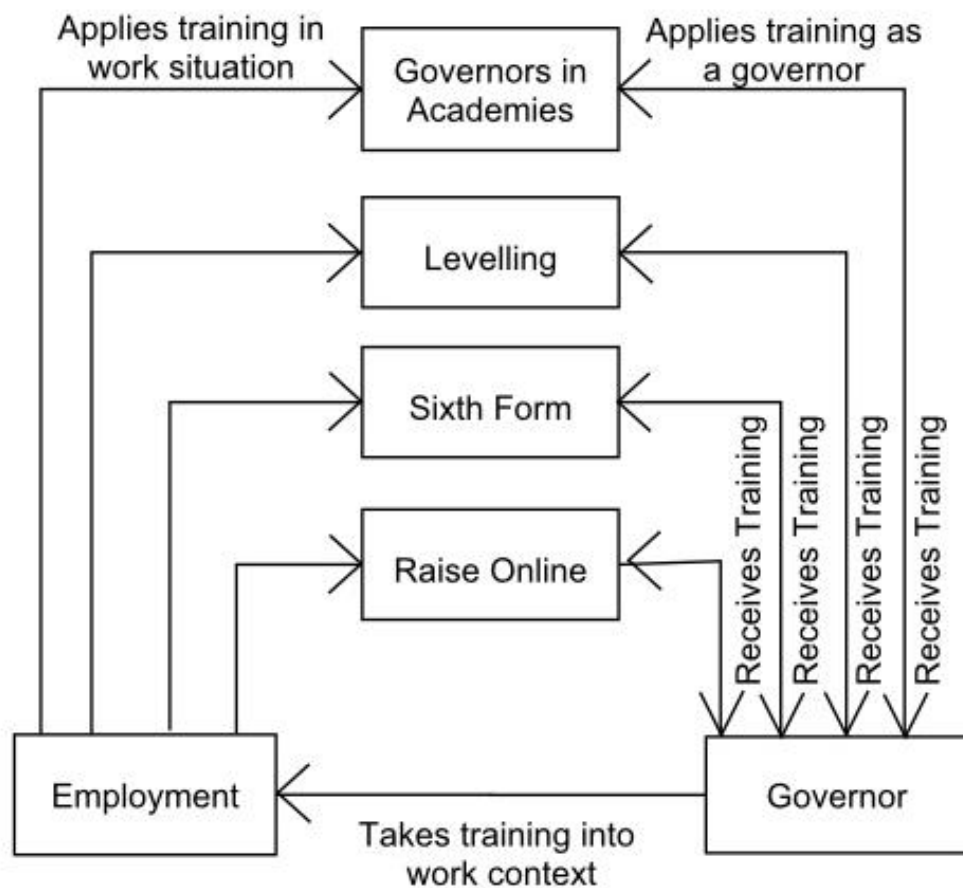 Applies training in
work situation
Governors in
Academies
Applies training as
a governor
Levelling
Sixth Form
Raise Online
Receives Training
Receives Training
Receives Training
Receives Training
Employment
Governor
Takes training into
work context